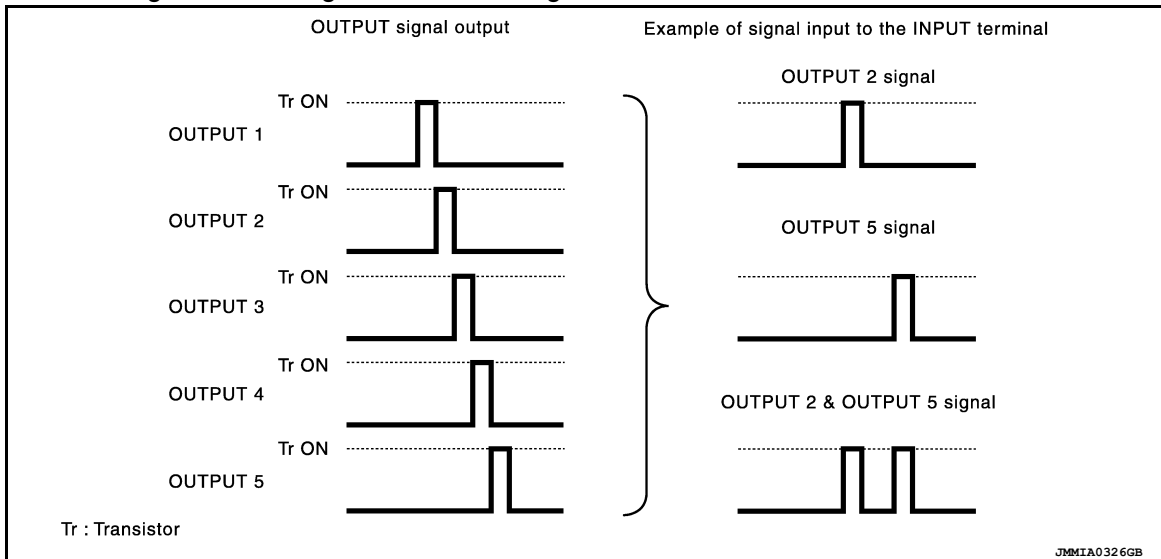 OUTPUT signal output
Example of signal input to the INPUT terminal
Tr ON
OUTPUT 1
Tr ON
OUTPUT 2
Tr ON
OUTPUT 3
Tr ON
OUTPUT 4
Tr ON
OUTPUT 5
OUTPUT 2 signal
OUTPUT 5 signal
OUTPUT 2 & OUTPUT 5 signal
Tr : Transistor
JMMIA0326GB